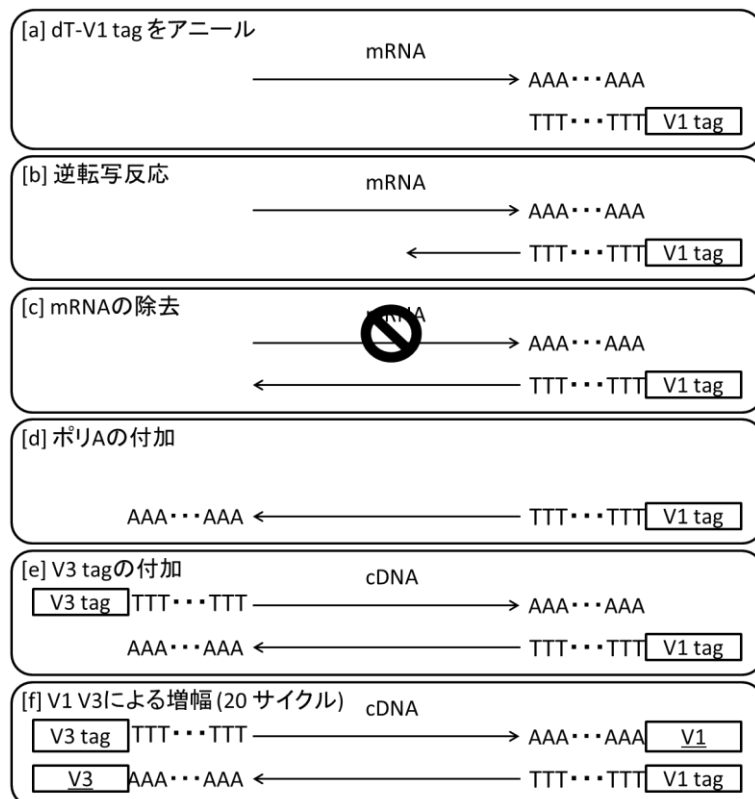 [a] dT-V1 tag をアニール
mRNA
AAA･･･AAA
TTT･･･TTT V1 tag
[b] 逆転写反応
mRNA
AAA･･･AAA
TTT･･･TTT V1 tag
[c] mRNAの除去
mRNA
AAA･･･AAA
TTT･･･TTT V1 tag
[d] ポリAの付加
AAA･･･AAA TTT･･･TTT V1 tag
[e] V3 tagの付加
cDNA
V3 tag TTT･･･TTT AAA･･･AAA
AAA･･･AAA TTT･･･TTT V1 tag
[f] V1 V3による増幅 (20 サイクル)
cDNA
V3 tag TTT･･･TTT AAA･･･AAA V1
V3 AAA･･･AAA TTT･･･TTT V1 tag